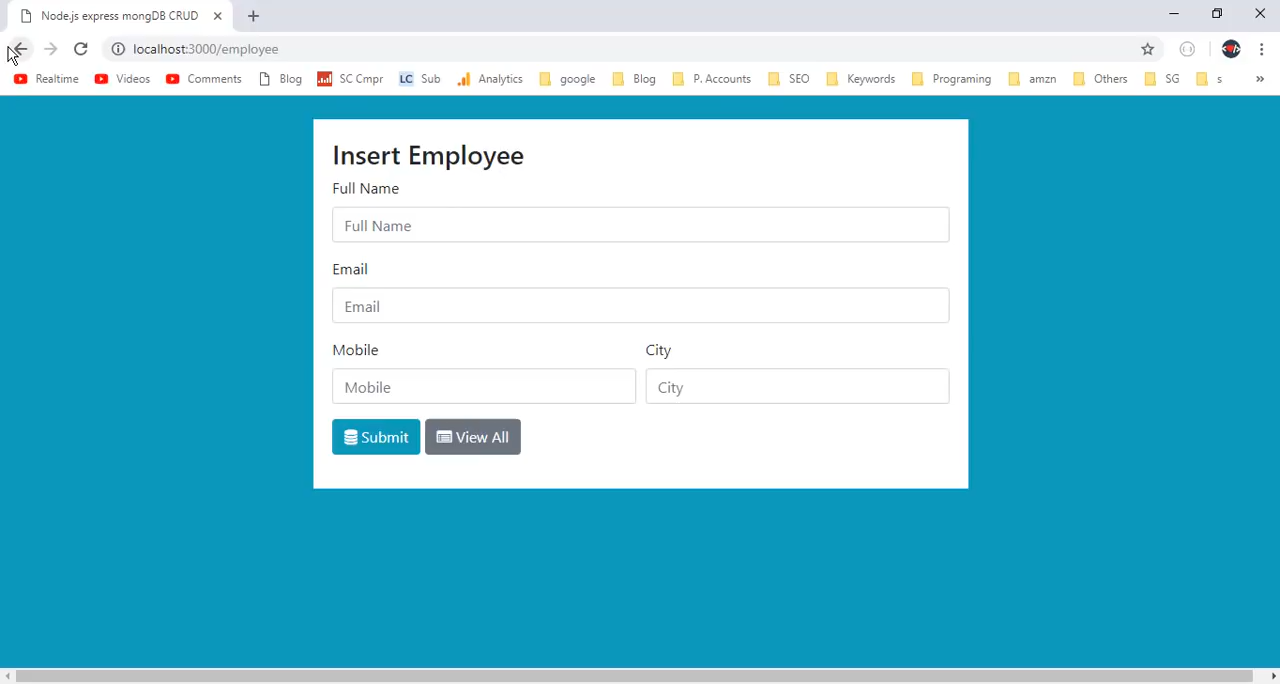 Node.js express mongDB CRUD
localhost:3000/employee
Realtime Videos Comments Blog SC Cmpr LC Sub Analytics google Blog P. Accounts SEO Keywords Programing amzn Others SG s »
Insert Employee
Full Name
Full Name
Email
Email
Mobile City
Mobile City
Submit View All